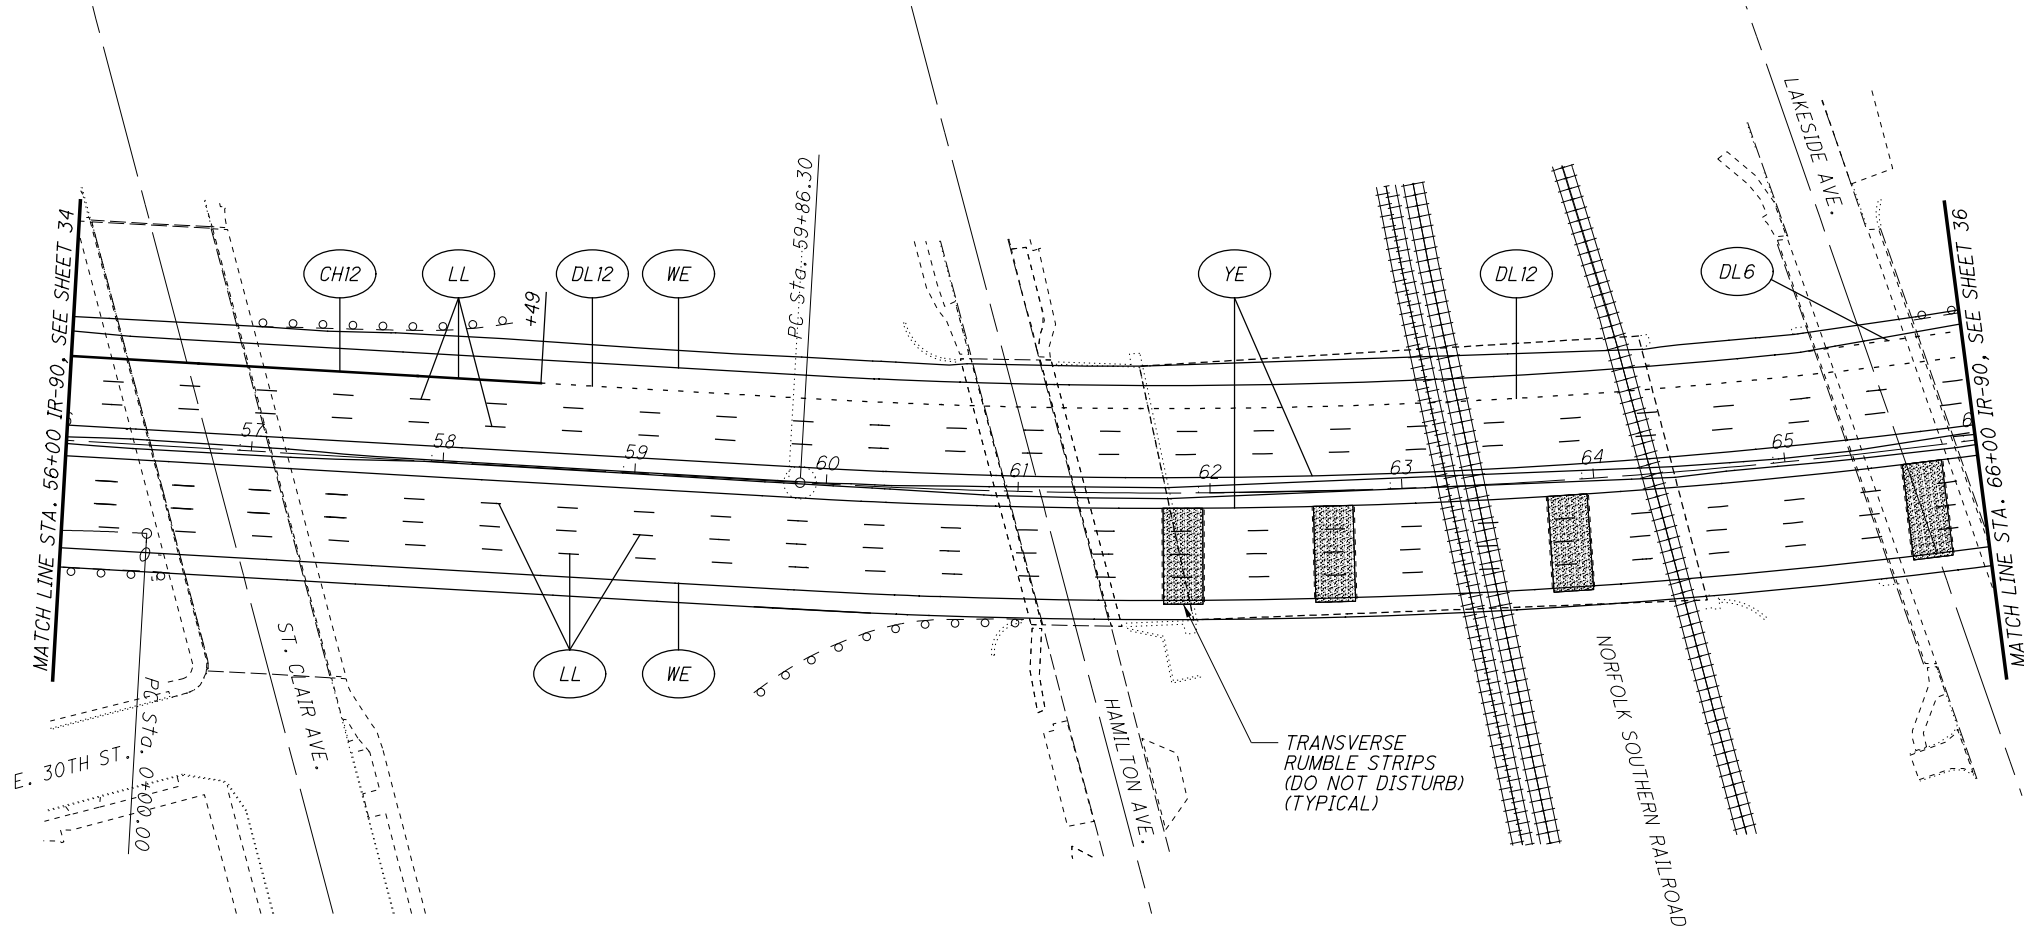 MATCH LINE STA. 56+00 IR-90, SEE SHEET 34
CH12
LL
+49
DL12
WE
PC Sta. 59+86.30
YE
DL12
DL6
LAKESIDE AVE.
MATCH LINE STA. 66+00 IR-90, SEE SHEET 36
57
58
59
60
61
62
63
64
65
LL
WE
ST. CLAIR AVE.
E. 30TH ST.
PC Sta. 0+00.00
HAMILTON AVE.
TRANSVERSE
RUMBLE STRIPS
(DO NOT DISTURB)
(TYPICAL)
NORFOLK SOUTHERN RAILROAD